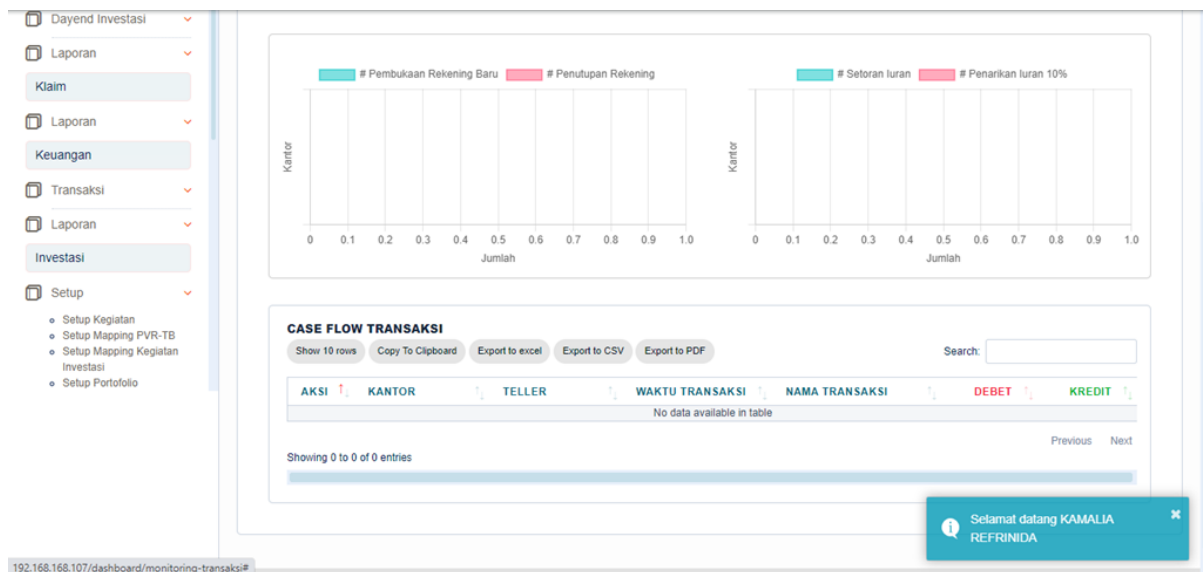 Dayend Investasi
Laporan
Klaim
Laporan
Keuangan
Transaksi
Laporan
Investasi
Setup
Setup Kegiatan
Setup Mapping PVR-TB
Setup Mapping Kegiatan
Investasi
Setup Portofolio
# Pembukaan Rekening Baru # Penutupan Rekening
Kantor
0 0.1 0.2 0.3 0.4 0.5 0.6 0.7 0.8 0.9 1.0
Jumlah
# Setoran Iuran # Penarikan Iuran 10%
Kantor
0 0.1 0.2 0.3 0.4 0.5 0.6 0.7 0.8 0.9 1.0
Jumlah
CASE FLOW TRANSAKSI
Show 10 rows Copy To Clipboard Export to excel Export to CSV Export to PDF Search:
AKSI KANTOR TELLER WAKTU TRANSAKSI NAMA TRANSAKSI DEBET KREDIT
No data available in table
Previous Next
Showing 0 to 0 of 0 entries
Selamat datang KAMALIA
REFRINIDA
192.168.168.107/dashboard/monitoring-transaksi#